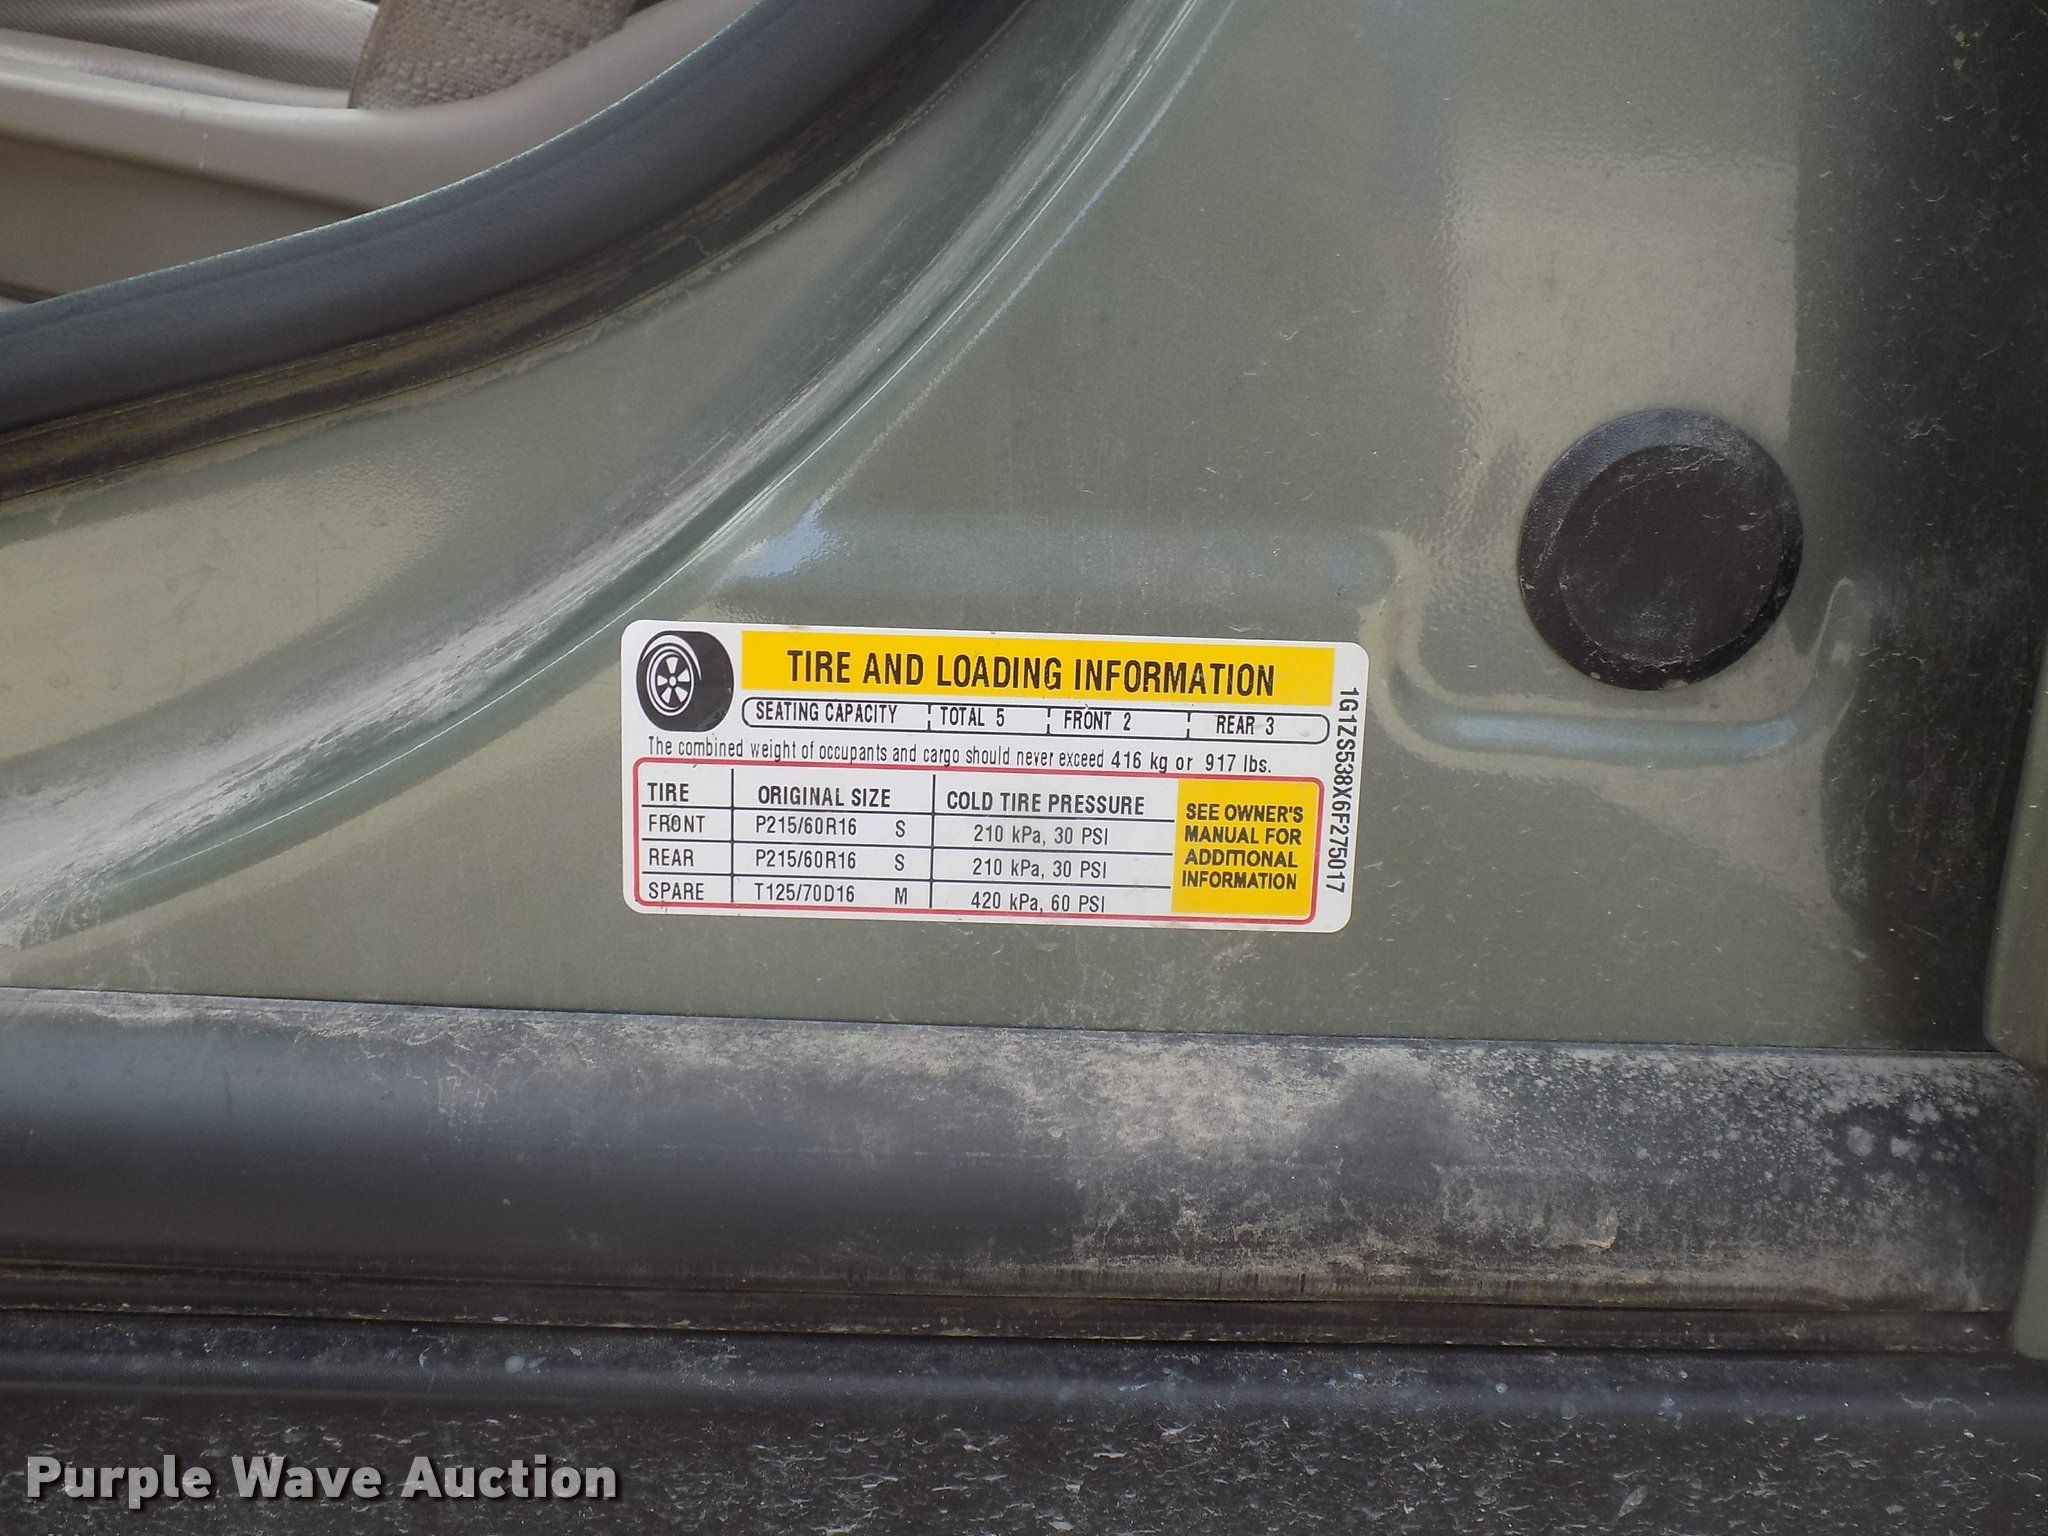 TIRE AND LOADING INFORMATION
SEATING CAPACITY TOTAL 5 FRONT 2 REAR 3
The combined weight of occupants and cargo should never exceed 416 kg or 917 lbs.
TIRE ORIGINAL SIZE COLD TIRE PRESSURE
FRONT P215/60R16 S 210 kPa, 30 PSI
REAR P215/60R16 S 210 kPa, 30 PSI
SPARE T125/70D16 M 420 kPa, 60 PSI
SEE OWNER'S
MANUAL FOR
ADDITIONAL
INFORMATION
1G1ZS538X6F275017
Purple Wave Auction